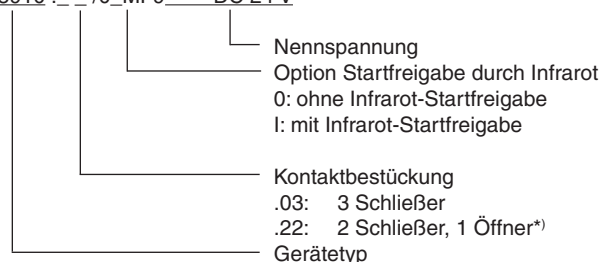 Nennspannung
Option Startfreigabe durch Infrarot
0: ohne Infrarot-Startfreigabe
I: mit Infrarot-Startfreigabe
Kontaktbestückung
.03: 3 Schließer
.22: 2 Schließer, 1 Öffner*)
Gerätetyp